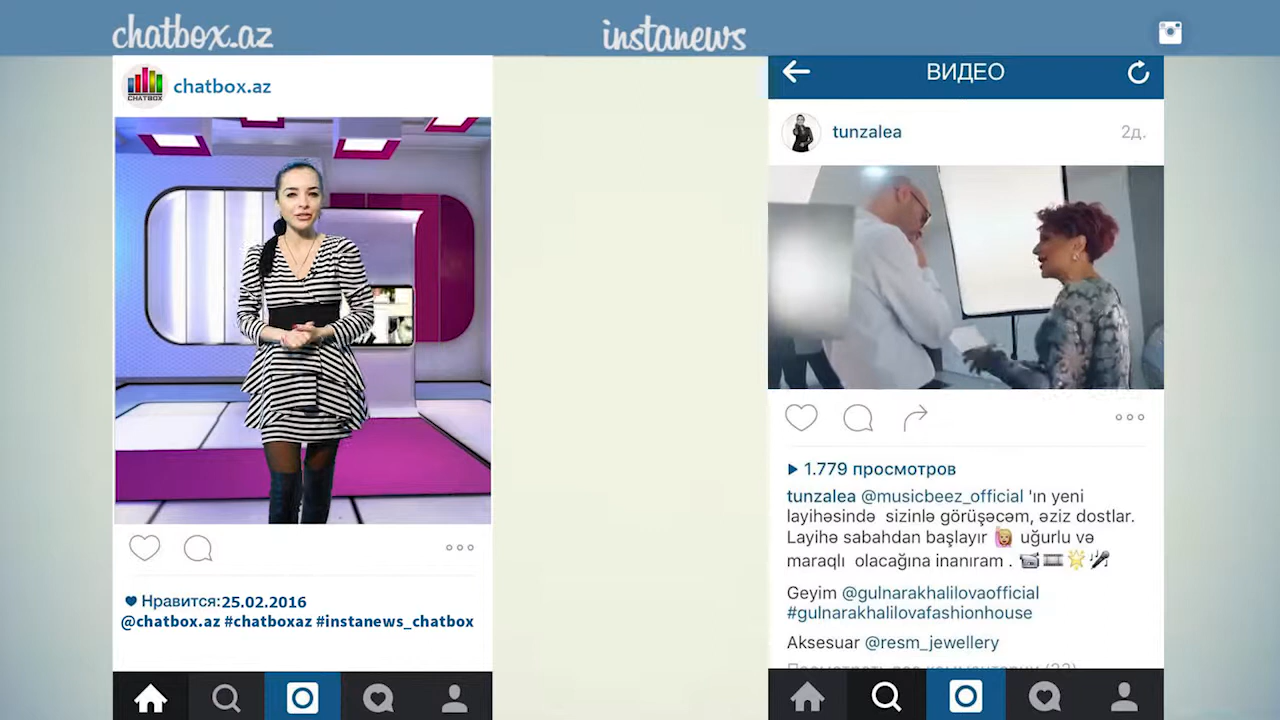 chatbox.az
instanews
CHATBOX
chatbox.az
Нравится:25.02.2016
@chatbox.az #chatboxaz #instanews_chatbox
ВИДЕО
tunzalea
2д.
1.779 просмотров
tunzalea @musicbeez_official 'ın yeni
layihəsində sizinlə görüşəcəm, əziz dostlar.
Layihə sabahdan başlayır 🙋🏼 uğurlu və
maraqlı olacağına inanıram . 📹🎞🌟🎤
Geyim @gulnarakhalilovaofficial
#gulnarakhalilovafashionhouse
Aksesuar @resm_jewellery